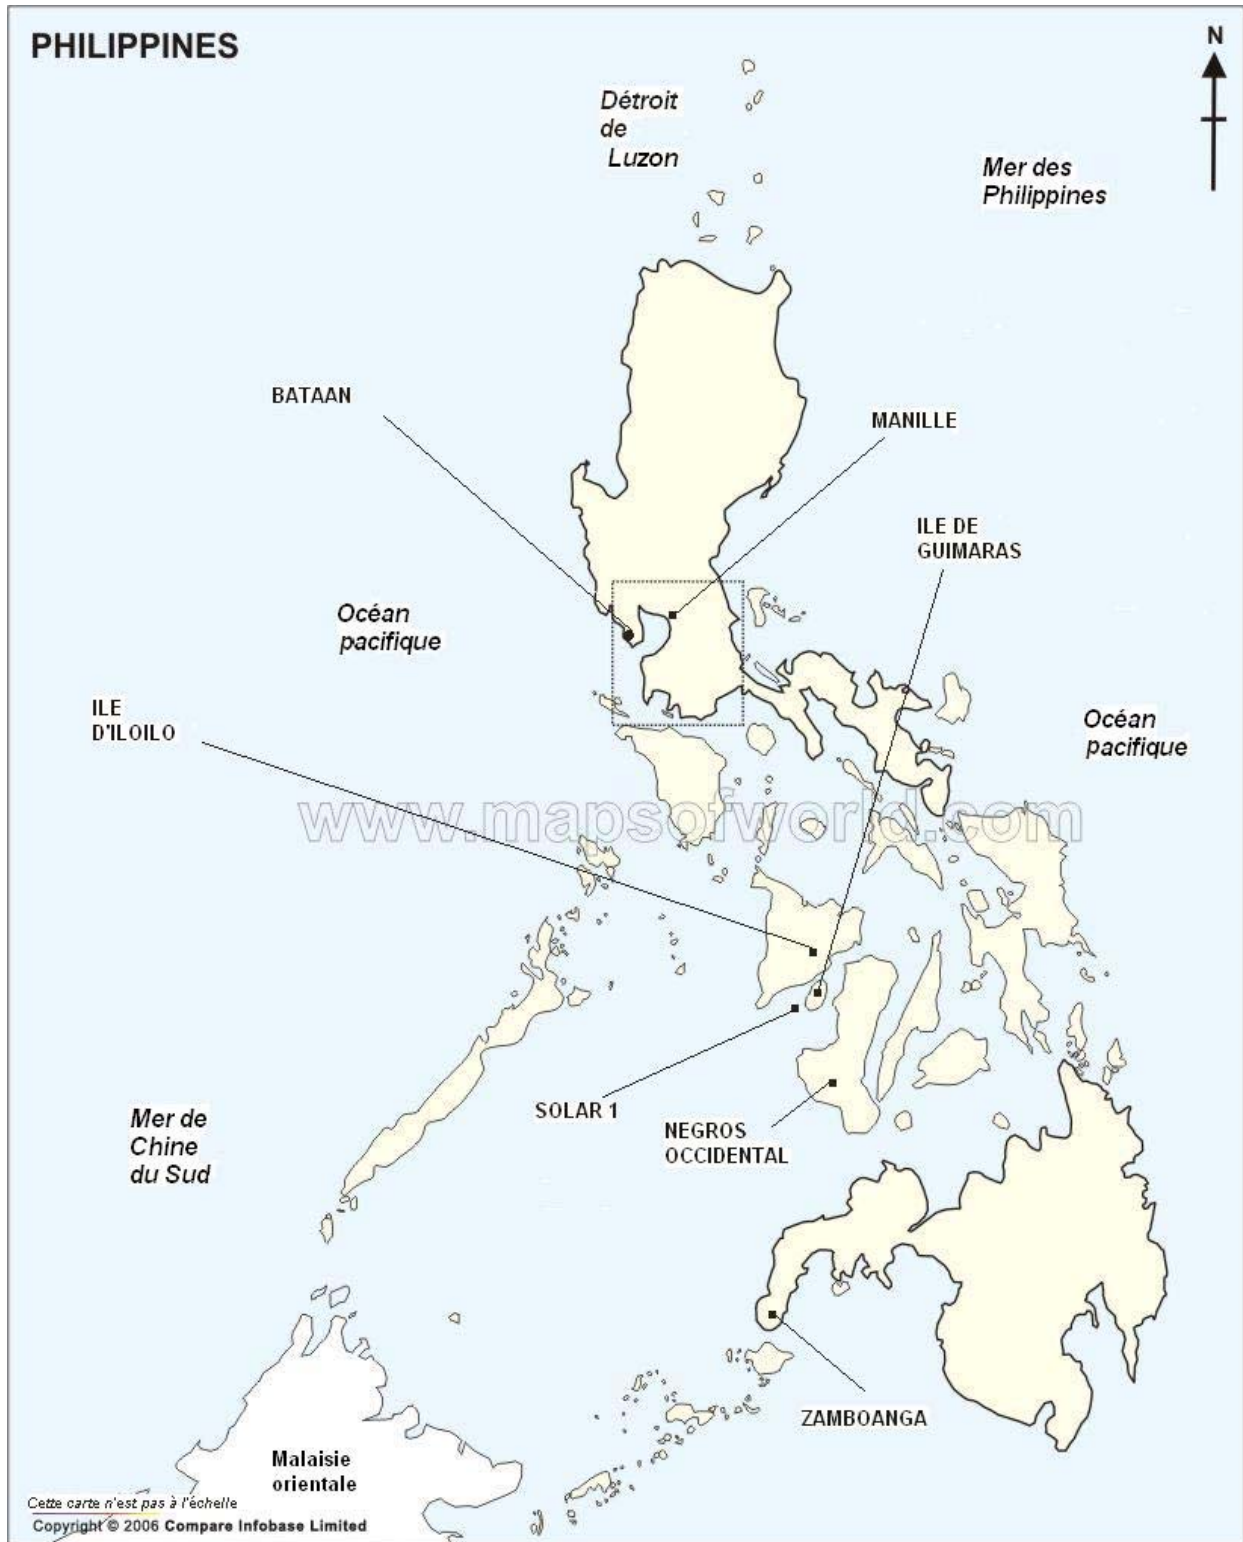 PHILIPPINES
N
Détroit
de
Luzon
Mer des
Philippines
BATAAN
MANILLE
ILE DE
GUIMARAS
Océan
pacifique
ILE
D'ILOILO
Océan
pacifique
www.mapsofworld.com
SOLAR 1
Mer de
Chine
du Sud
NEGROS
OCCIDENTAL
ZAMBOANGA
Malaisie
orientale
Cette carte n'est pas à l'échelle
Copyright © 2006 Compare Infobase Limited